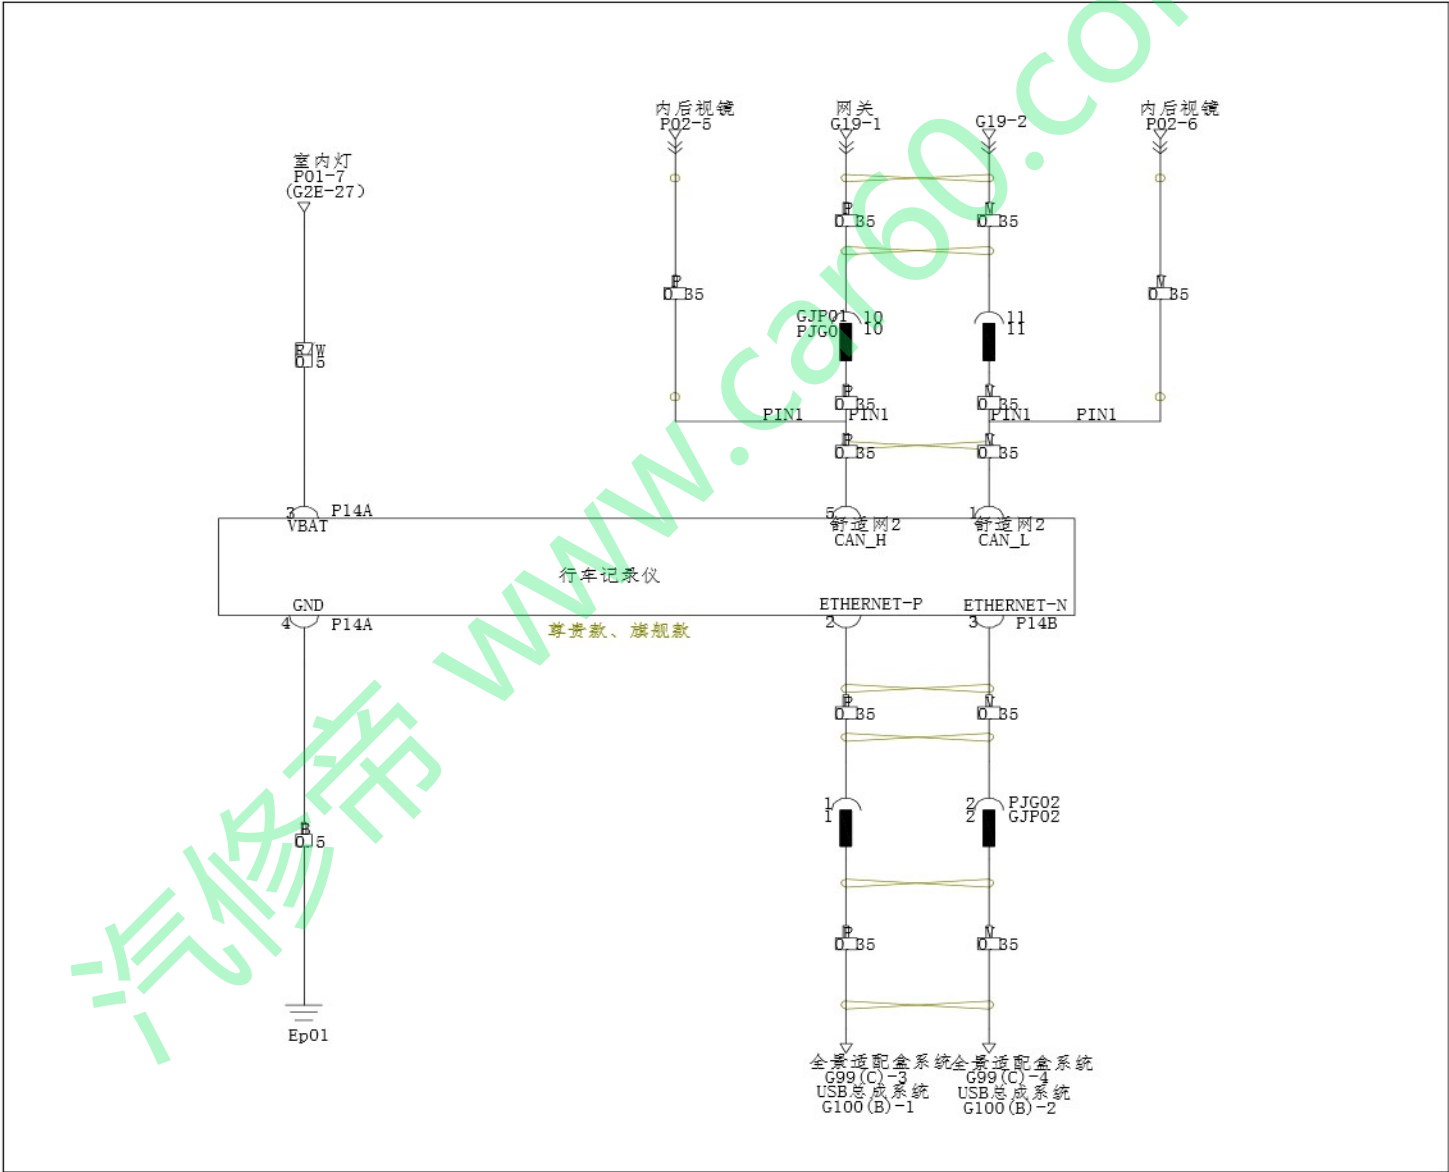 内后视镜
P02-5
网关
G19-1
G19-2
内后视镜
P02-6
室内灯
P01-7
(G2E-27)
P
0.35
V
0.35
P
0.35
V
0.35
GJP01 10
PJG0 10
11
11
R/W
0.5
P
0.35
V
0.35
PIN1
PIN1
PIN1
PIN1
P
0.35
V
0.35
3
P14A
VBAT
5
舒适网2
CAN_H
1
舒适网2
CAN_L
行车记录仪
GND
4
P14A
尊贵款、旗舰款
ETHERNET-P
2
ETHERNET-N
3
P14B
P
0.35
V
0.35
1
1
2 PJG02
2 GJP02
B
0.5
P
0.35
V
0.35
Ep01
全景适配盒系统
G99(C)-3
USB总成系统
G100(B)-1
全景适配盒系统
G99(C)-4
USB总成系统
G100(B)-2
汽修帝 www.car60.co